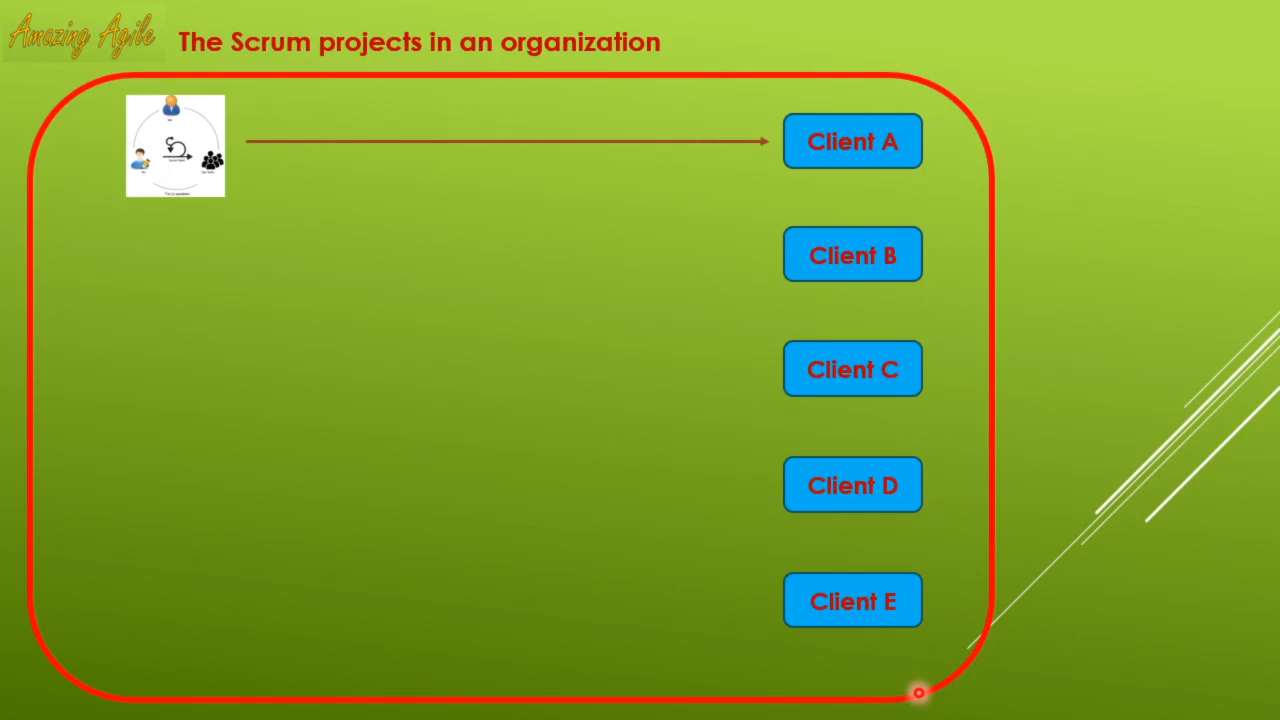 Amazing Agile
The Scrum projects in an organization
Client A
Client B
Client C
Client D
Client E